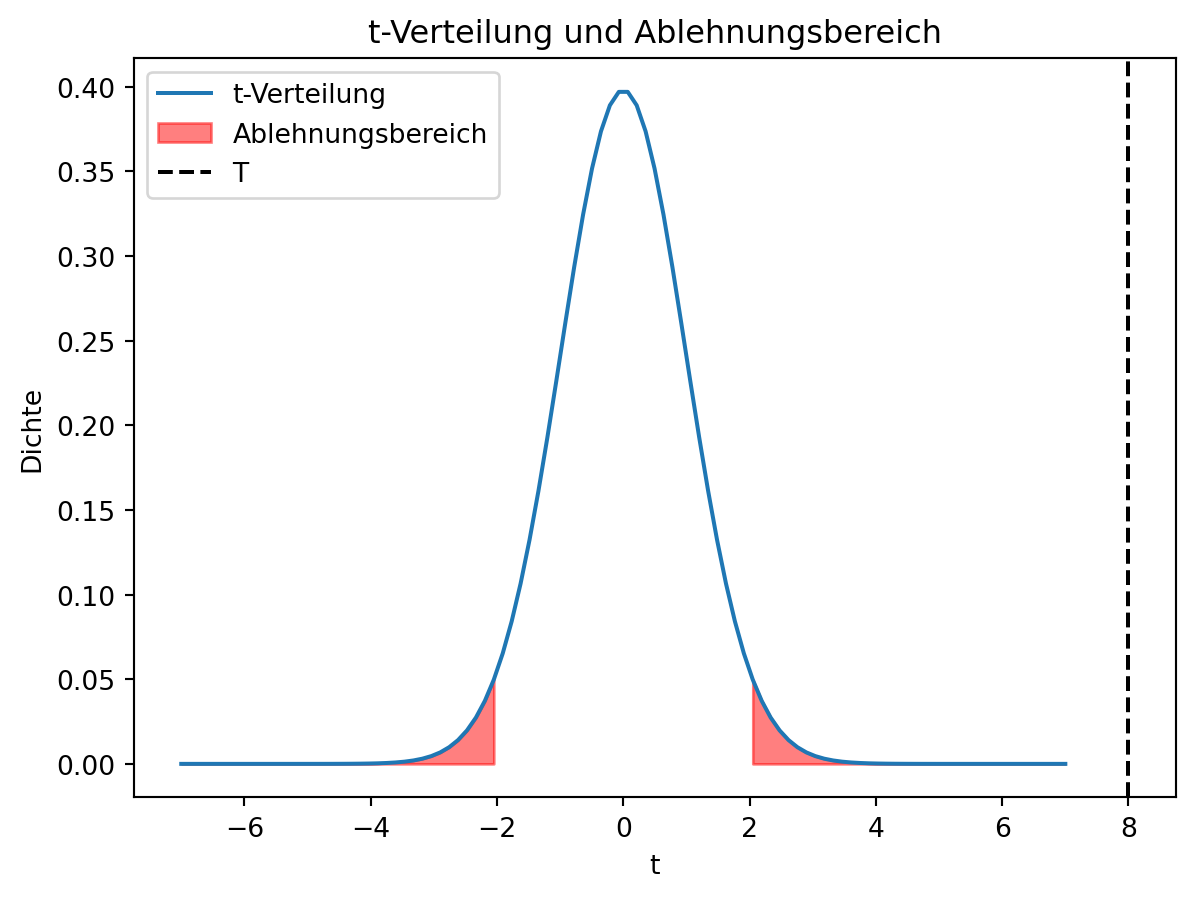 t-Verteilung und Ablehnungsbereich
t-Verteilung
Ablehnungsbereich
T
0.40
0.35
0.30
0.25
0.20
0.15
0.10
0.05
0.00
Dichte
−6 −4 −2 0 2 4 6 8
t